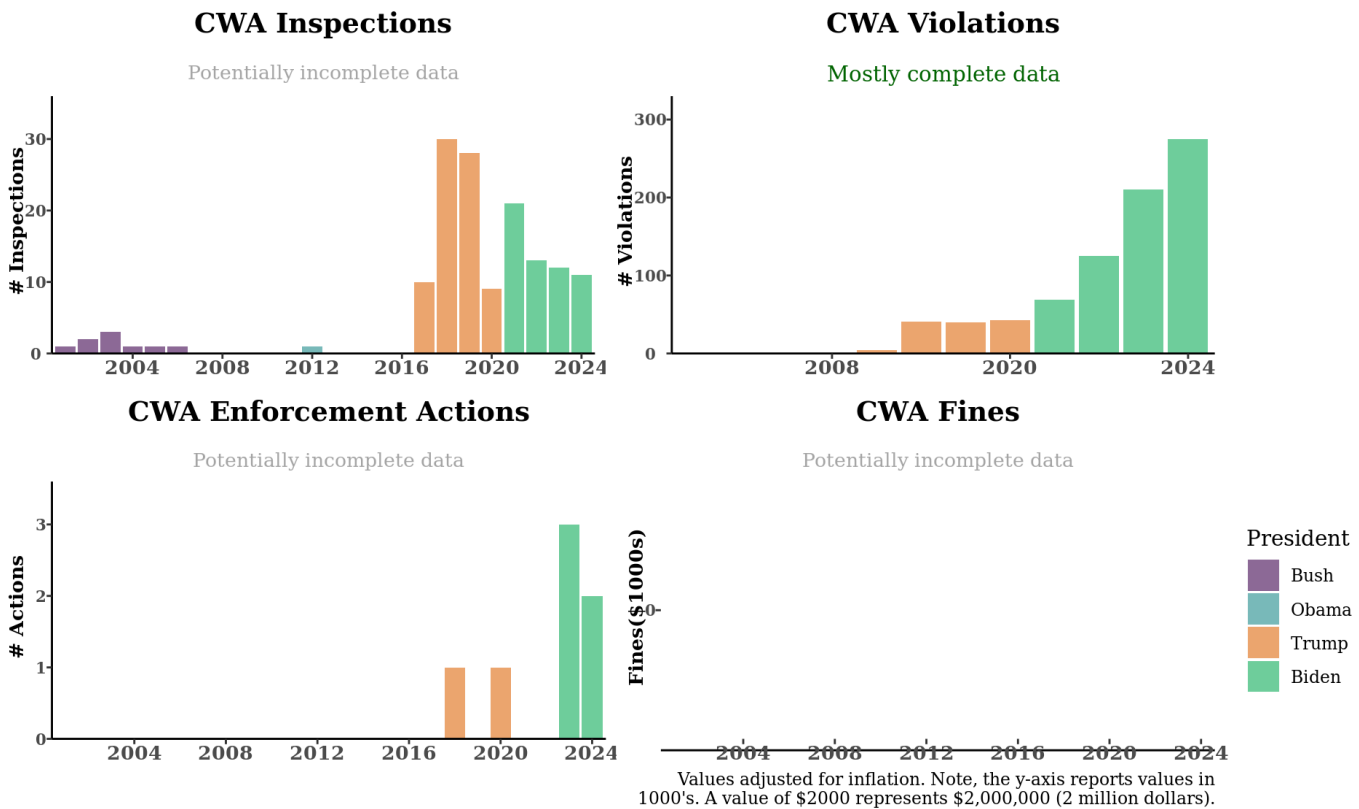 CWA Inspections
Potentially incomplete data
# Inspections
30
20
10
0
2004 2008 2012 2016 2020 2024
CWA Violations
Mostly complete data
# Violations
300
200
100
0
2008 2020 2024
CWA Enforcement Actions
Potentially incomplete data
# Actions
3
2
1
0
2004 2008 2012 2016 2020 2024
CWA Fines
Potentially incomplete data
Fines($1000s)
0
2004 2008 2012 2016 2020 2024
Values adjusted for inflation. Note, the y-axis reports values in
1000's. A value of $2000 represents $2,000,000 (2 million dollars).
President
Bush
Obama
Trump
Biden